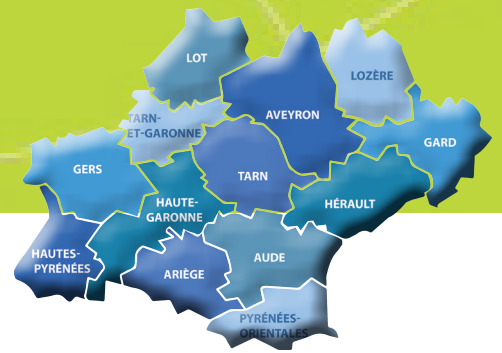 LOT
LOZÈRE
AVEYRON
TARN-
ET-GARONNE
GARD
GERS
TARN
HAUTE-
GARONNE
HÉRAULT
HAUTES-
PYRÉNÉES
ARIÈGE
AUDE
PYRÉNÉES-
ORIENTALES